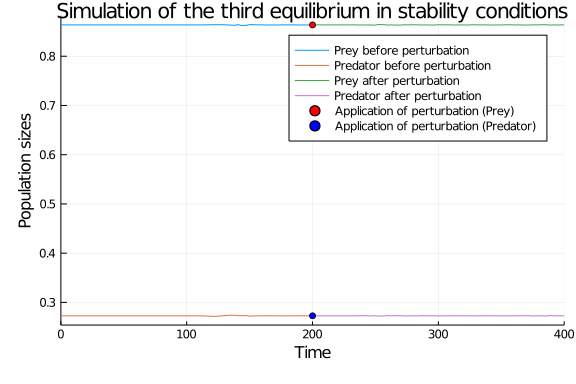 Simulation of the third equilibrium in stability conditions
Prey before perturbation
Predator before perturbation
Prey after perturbation
Predator after perturbation
Application of perturbation (Prey)
Application of perturbation (Predator)
Population sizes
0.8
0.7
0.6
0.5
0.4
0.3
0
100
200
300
400
Time